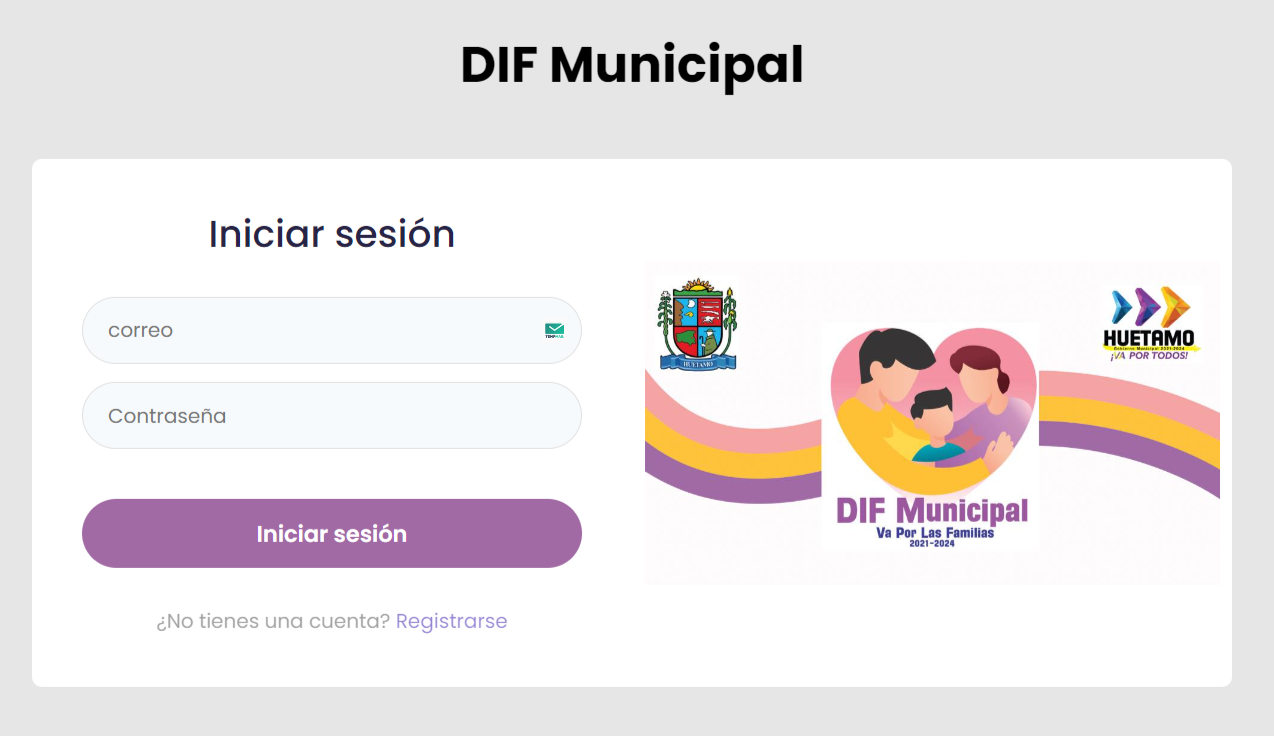 DIF Municipal
Iniciar sesión
correo
TEMPMAIL
Contraseña
Iniciar sesión
¿No tienes una cuenta? Registrarse
HUETAMO
HUETAMO
Gobierno Municipal 2021-2024
¡VA POR TODOS!
DIF Municipal
Va Por Las Familias
2021-2024